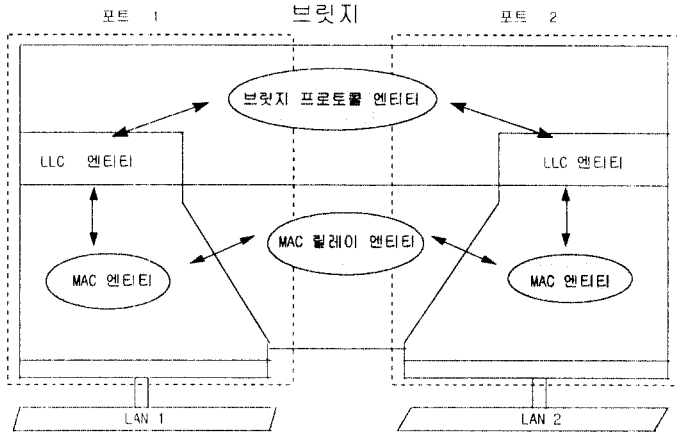 포트 1
브릿지
포트 2
브릿지 프로토콜 엔티티
LLC 엔티티
LLC 엔티티
MAC 릴레이 엔티티
MAC 엔티티
MAC 엔티티
LAN 1
LAN 2